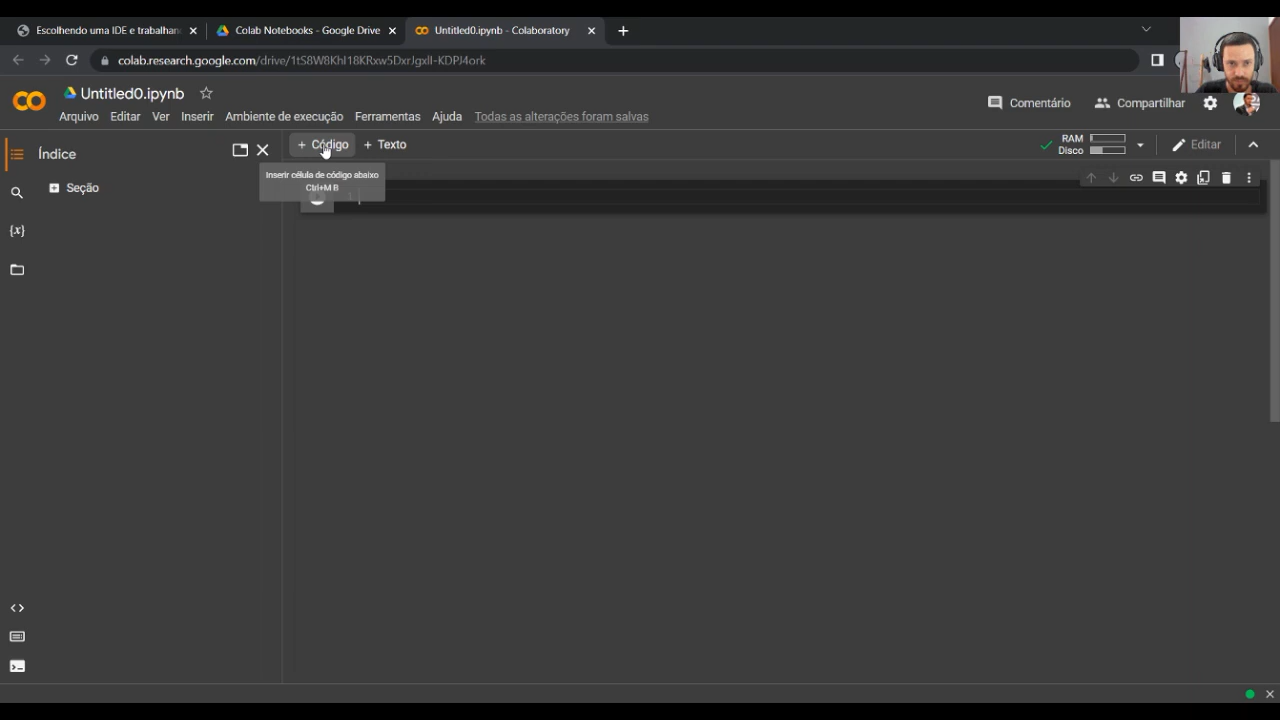 Escolhendo uma IDE e trabalhan
Colab Notebooks - Google Drive
Untitled0.ipynb - Colaboratory
colab.research.google.com/drive/1tS8W8KhI18KRxw5DxrJgxlI-KDPJ4ork
Untitled0.ipynb
Arquivo Editar Ver Inserir Ambiente de execução Ferramentas Ajuda Todas as alterações foram salvas
Comentário Compartilhar
Índice
+ Código + Texto
RAM
Disco
Editar
Inserir célula de código abaixo
Ctrl+M B
Seção
{x}